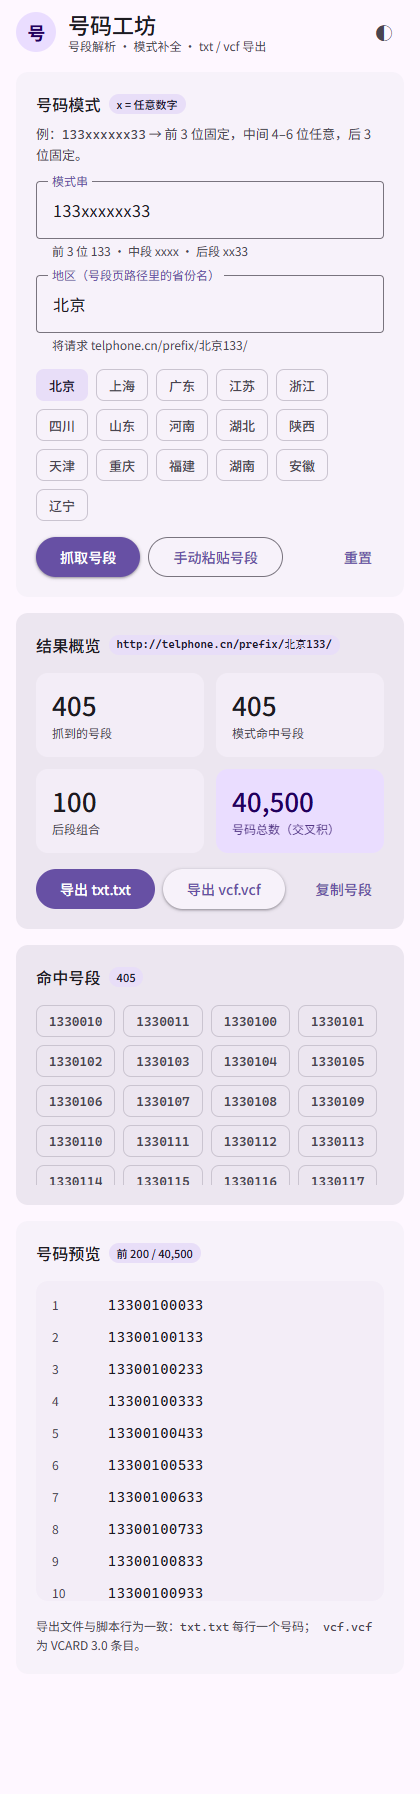 号
号码工坊
号段解析 · 模式补全 · txt / vcf 导出
号码模式
x = 任意数字
例：133xxxxxx33 → 前 3 位固定，中间 4–6 位任意，后 3
位固定。
模式串
133xxxxxx33
前 3 位 133 · 中段 xxxx · 后段 xx33
地区（号段页路径里的省份名）
北京
将请求 telphone.cn/prefix/北京133/
北京 上海 广东 江苏 浙江
四川 山东 河南 湖北 陕西
天津 重庆 福建 湖南 安徽
辽宁
抓取号段 手动粘贴号段 重置
结果概览
http://telphone.cn/prefix/北京133/
405
抓到的号段
405
模式命中号段
100
后段组合
40,500
号码总数（交叉积）
导出 txt.txt 导出 vcf.vcf 复制号段
命中号段
405
1330010 1330011 1330100 1330101
1330102 1330103 1330104 1330105
1330106 1330107 1330108 1330109
1330110 1330111 1330112 1330113
1330114 1330115 1330116 1330117
号码预览
前 200 / 40,500
1 13300100033
2 13300100133
3 13300100233
4 13300100333
5 13300100433
6 13300100533
7 13300100633
8 13300100733
9 13300100833
10 13300100933
导出文件与脚本行为一致：txt.txt 每行一个号码； vcf.vcf
为 VCARD 3.0 条目。